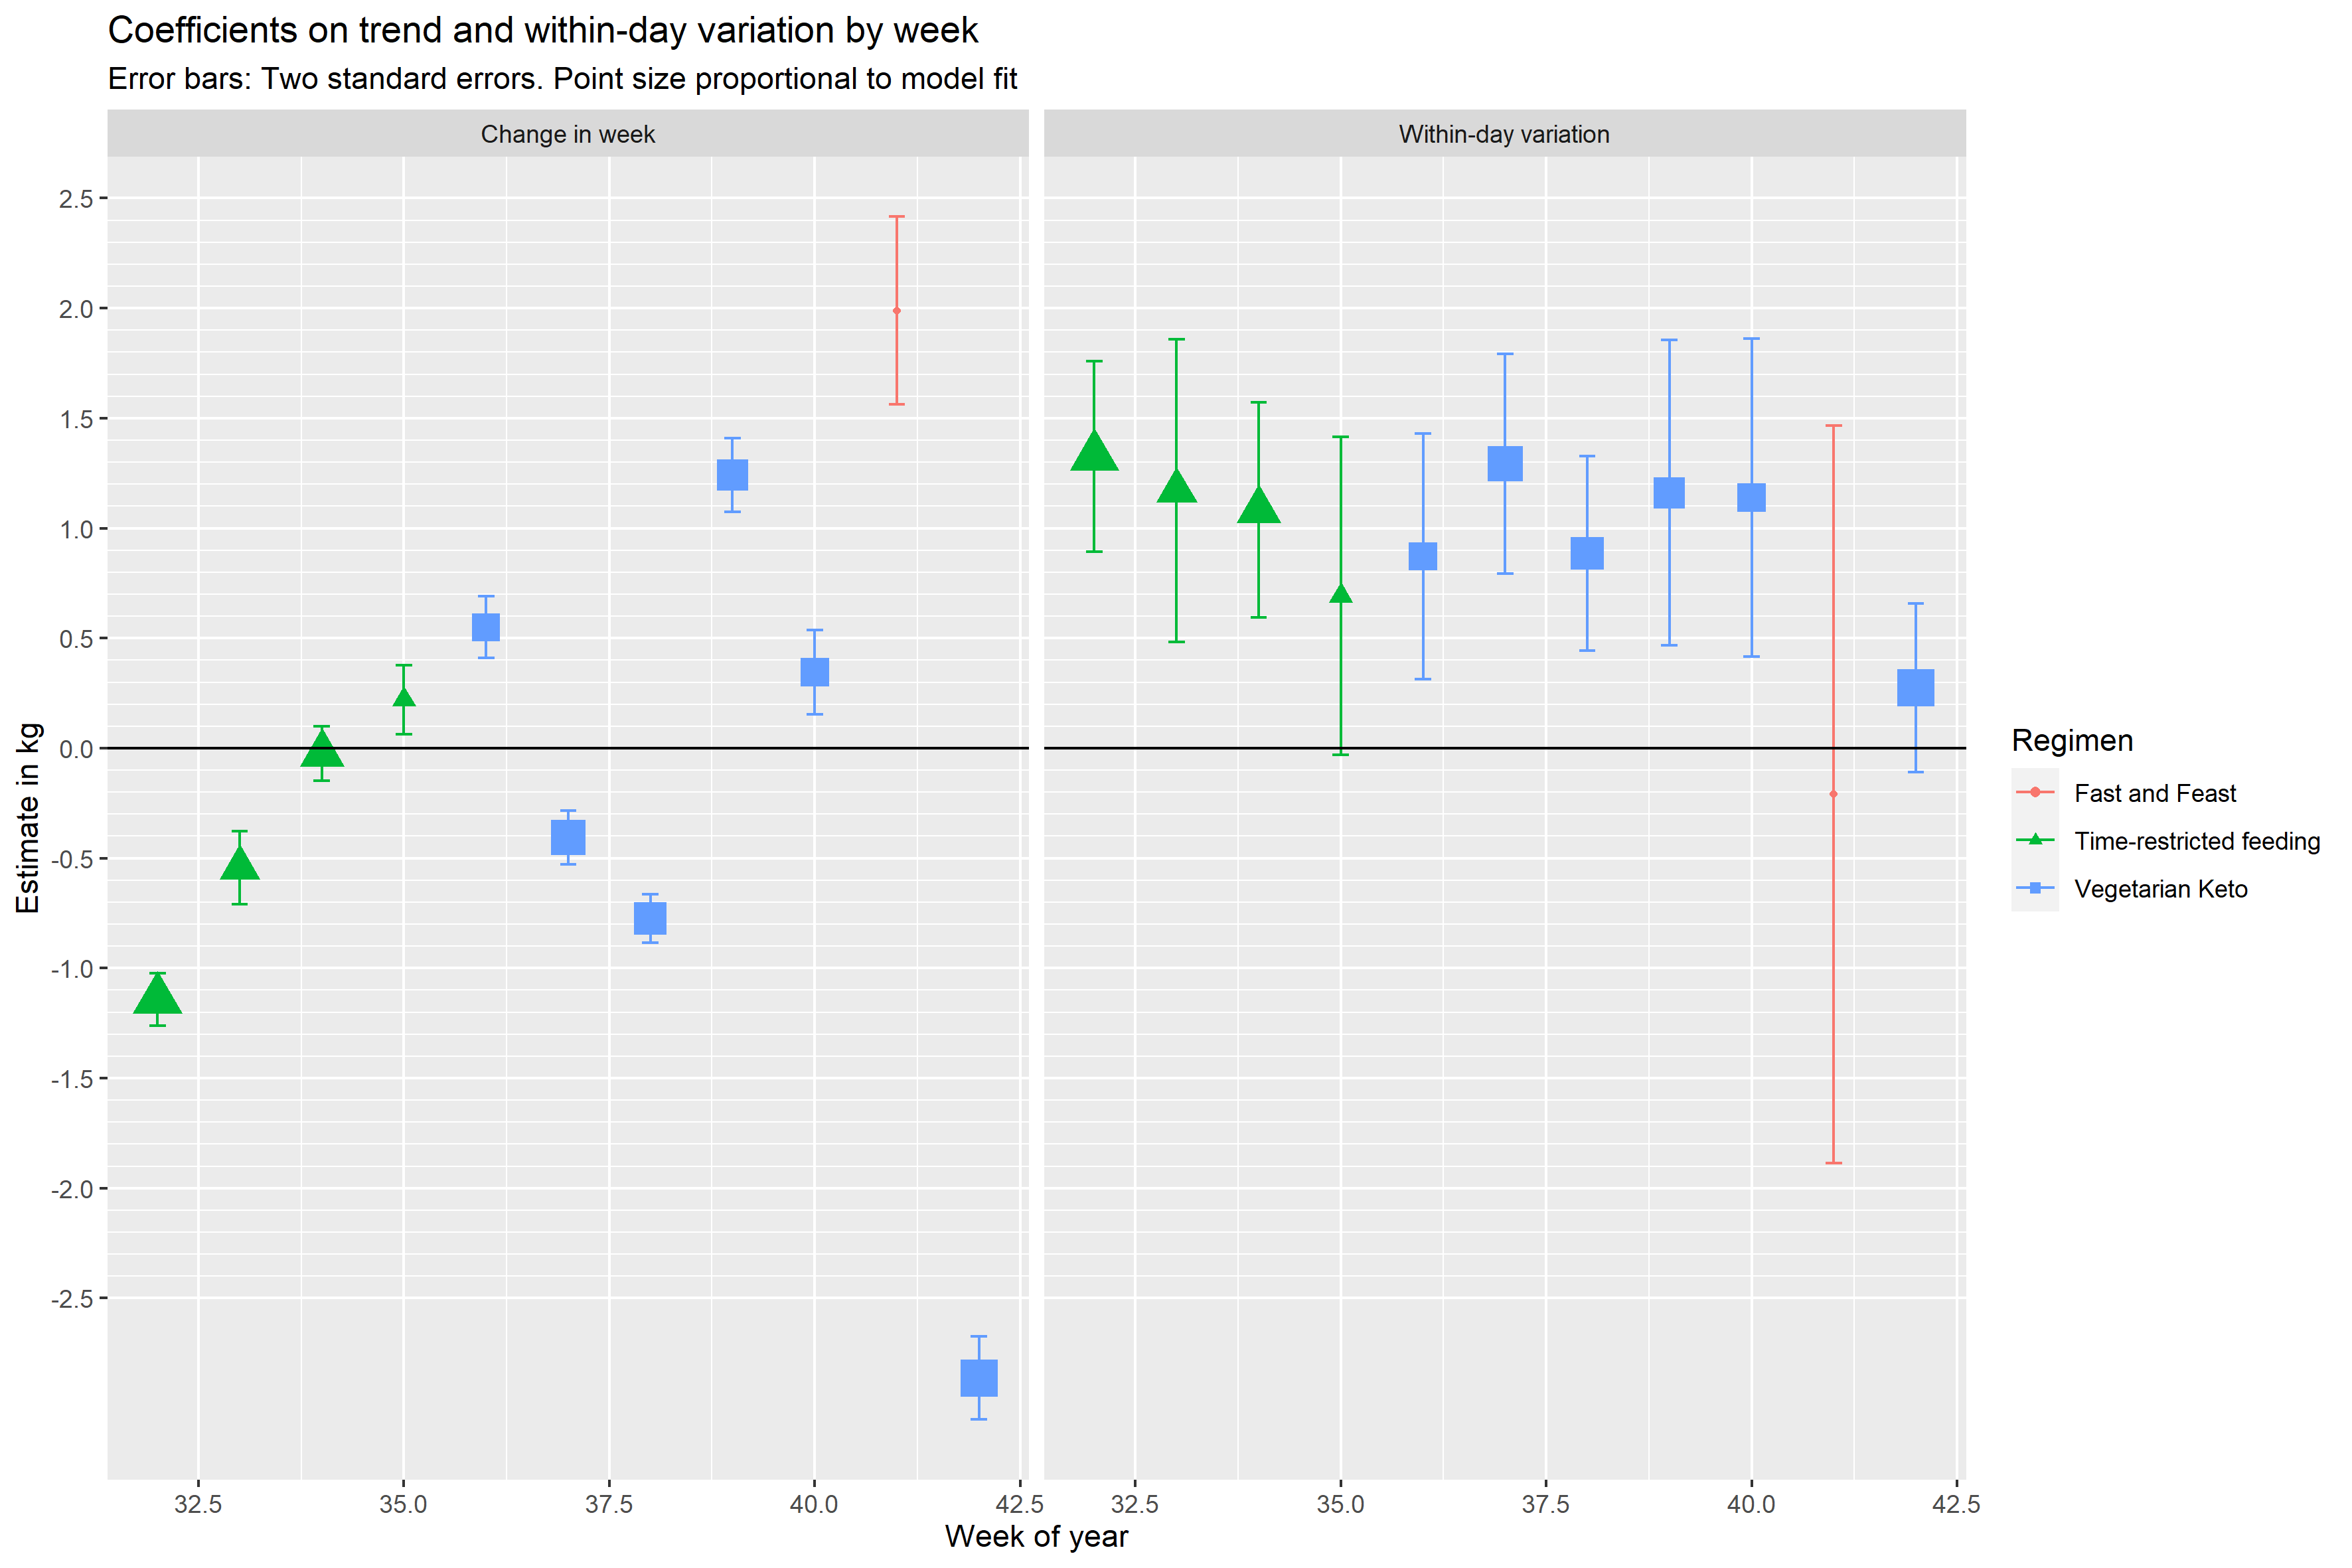 Coefficients on trend and within-day variation by week
Error bars: Two standard errors. Point size proportional to model fit
Change in week
Within-day variation
2.5
2.0
1.5
1.0
0.5
0.0
-0.5
-1.0
-1.5
-2.0
-2.5
Estimate in kg
32.5 35.0 37.5 40.0 42.5
32.5 35.0 37.5 40.0 42.5
Week of year
Regimen
Fast and Feast
Time-restricted feeding
Vegetarian Keto